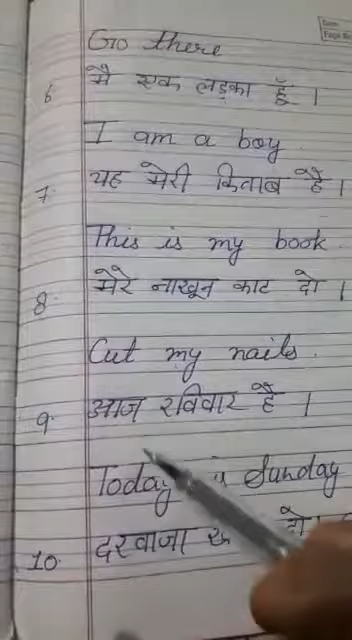 Go there
6. मै एक लड़का हूँ ।
I am a boy.
7. यह मेरी किताब है ।
This is my book.
8. मेरे नाखून काट दो ।
Cut my nails.
9. आज रविवार है ।
Today is Sunday
10. दरवाजा